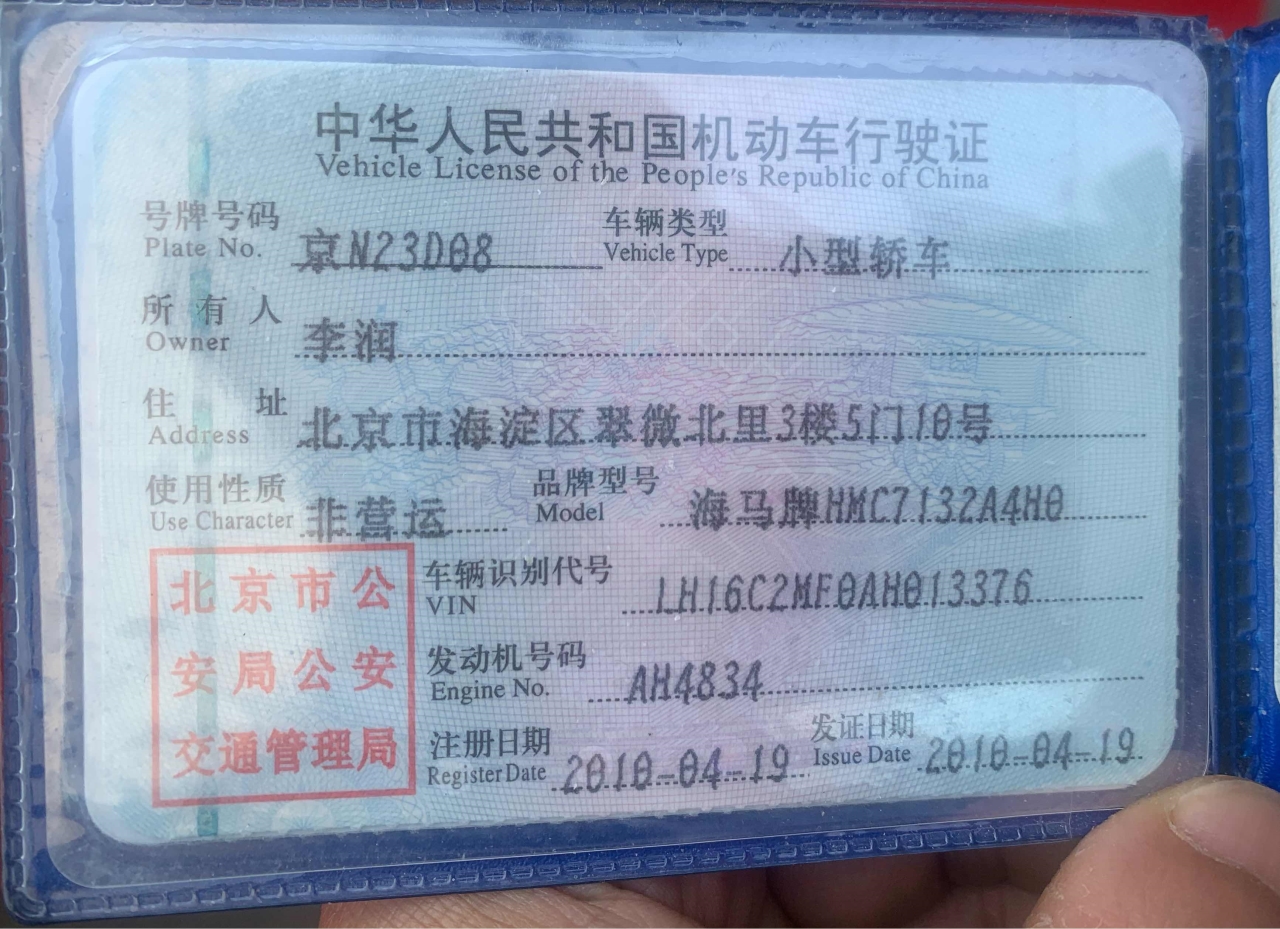 中华人民共和国机动车行驶证
Vehicle License of the People's Republic of China
号牌号码 京N23D08 车辆类型 小型轿车
Plate No. Vehicle Type
所有人 李润
Owner
住址 北京市海淀区翠微北里3楼5门10号
Address
使用性质 非营运 品牌型号 海马牌HMC7132A4H0
Use Character Model
车辆识别代号 LH16C2MF0AH013376
VIN
发动机号码 AH4834
Engine No.
注册日期 2010-04-19 发证日期 2010-04-19
Register Date Issue Date
北京市公
安局公安
交通管理局